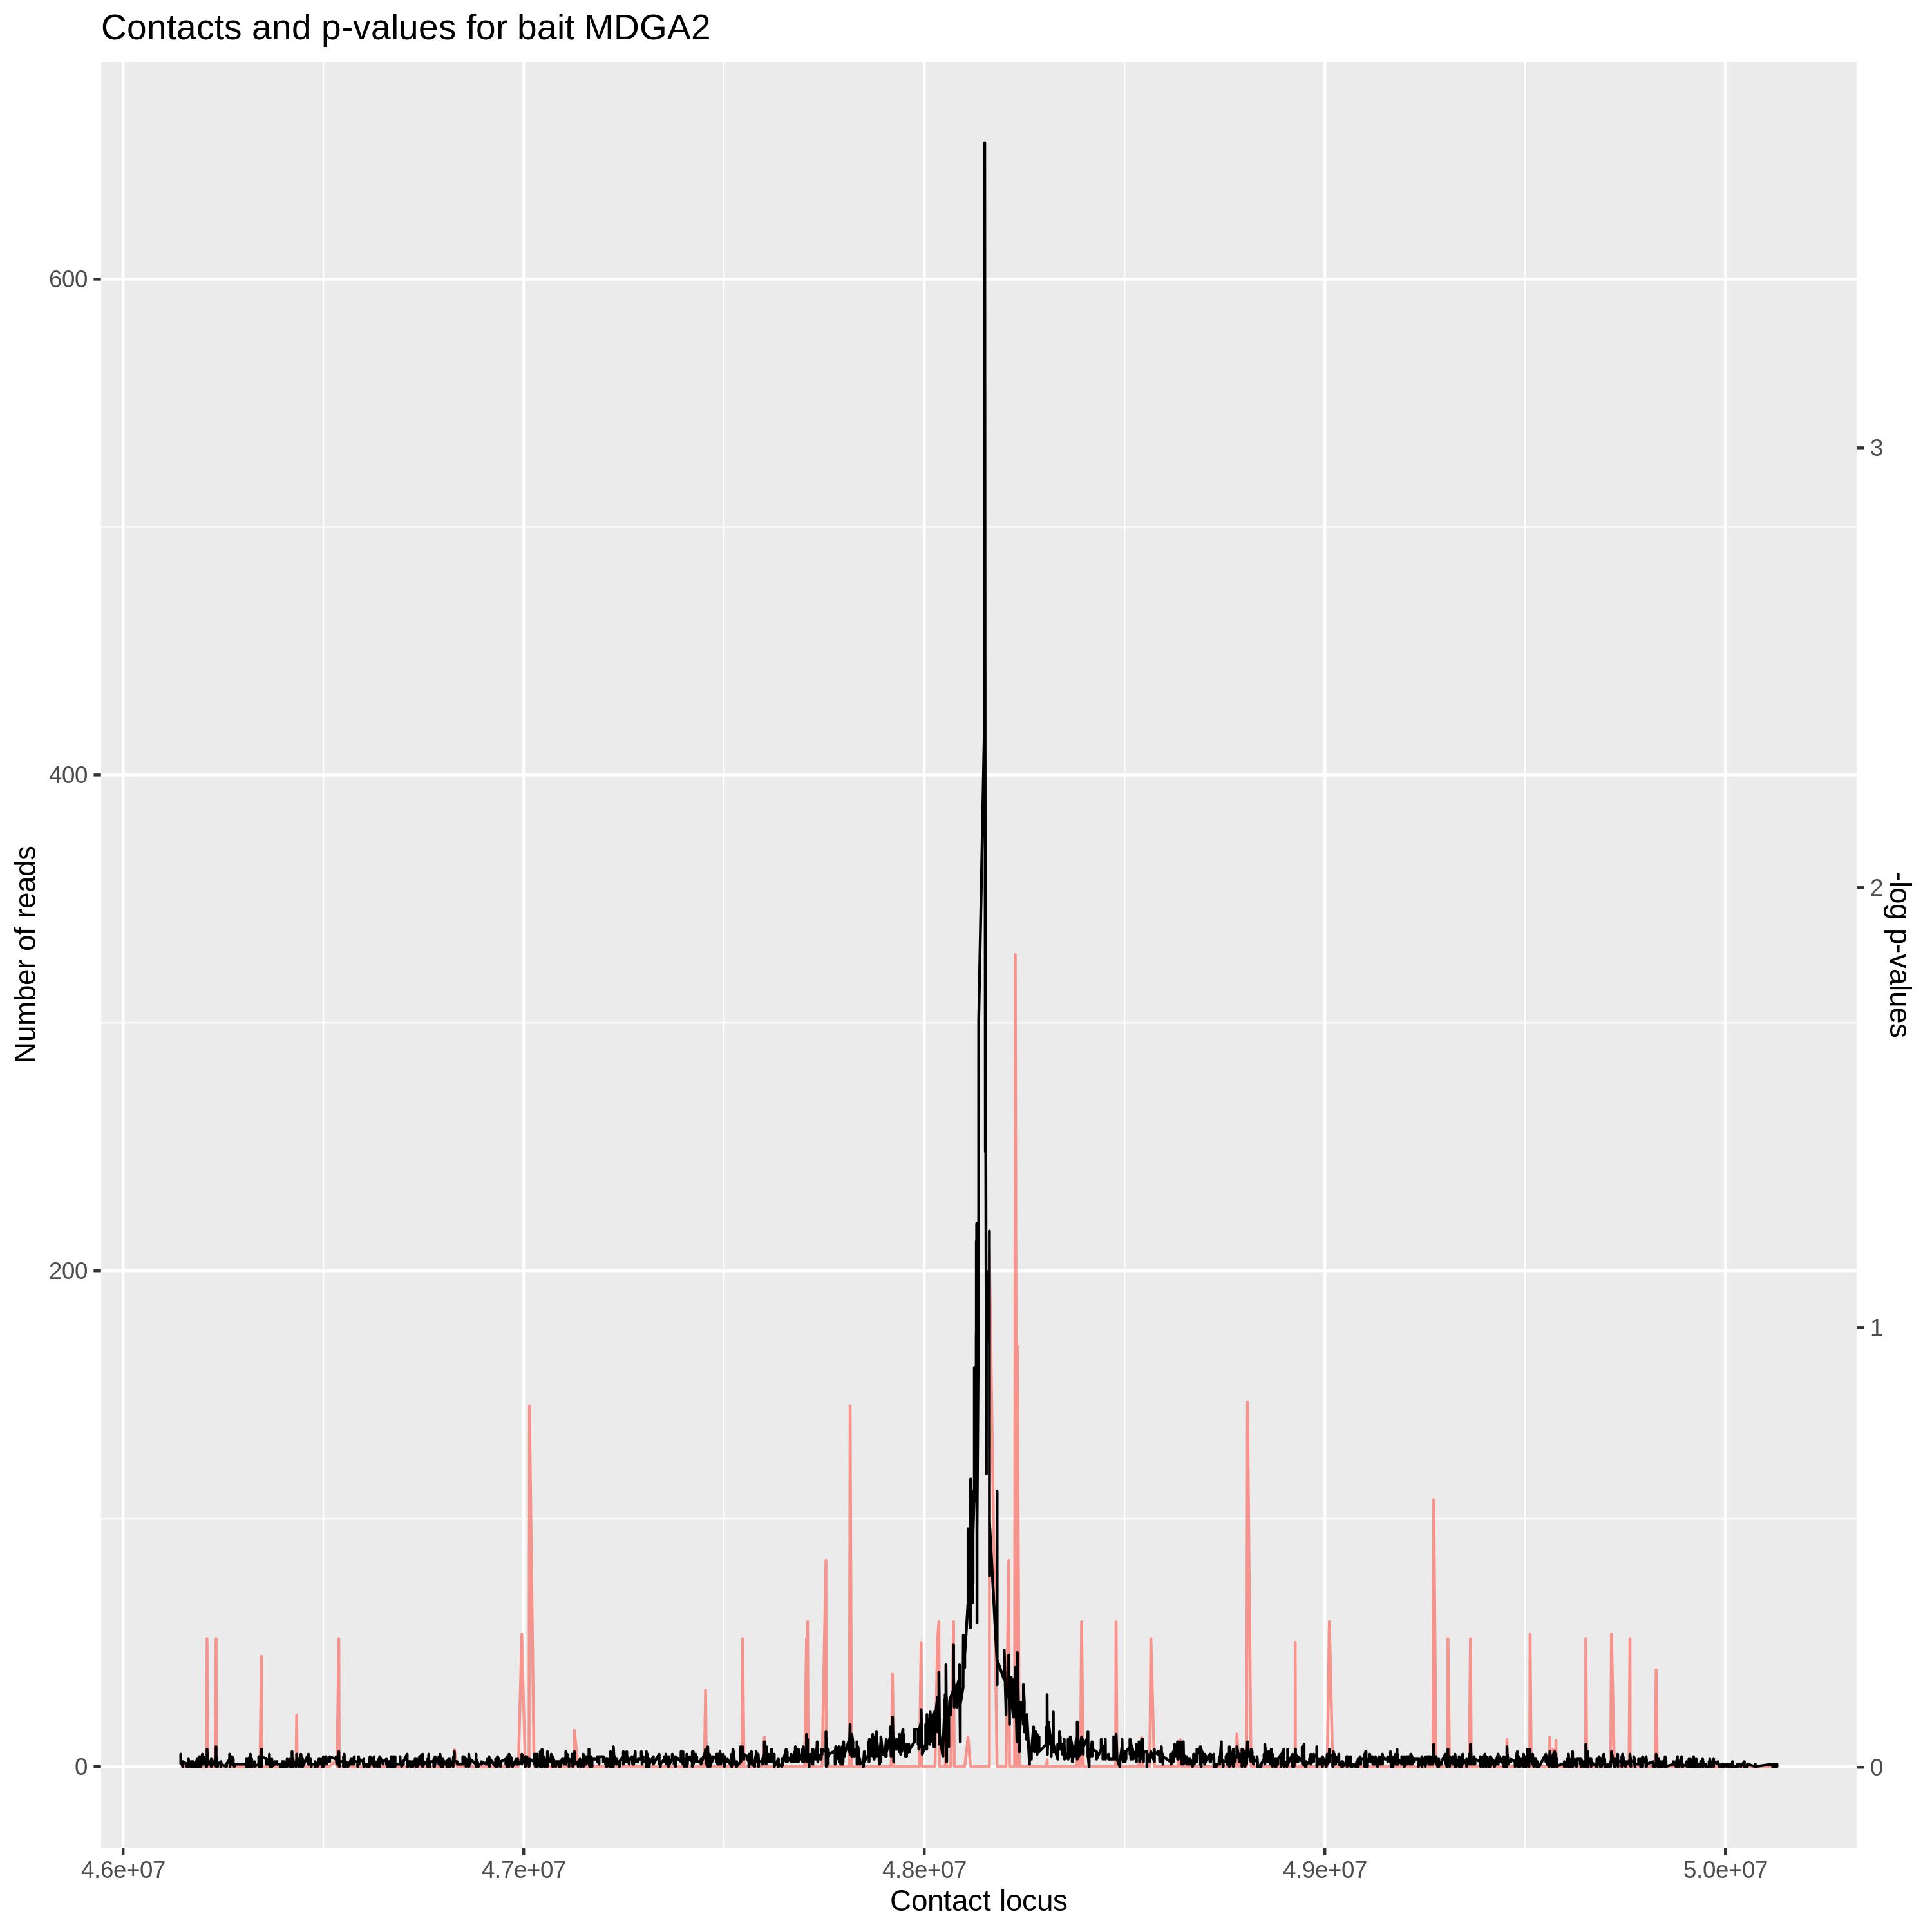 Contacts and p-values for bait MDGA2
Number of reads
600
400
200
0
3
2
1
0
-log p-values
4.6e+07
4.7e+07
4.8e+07
4.9e+07
5.0e+07
Contact locus